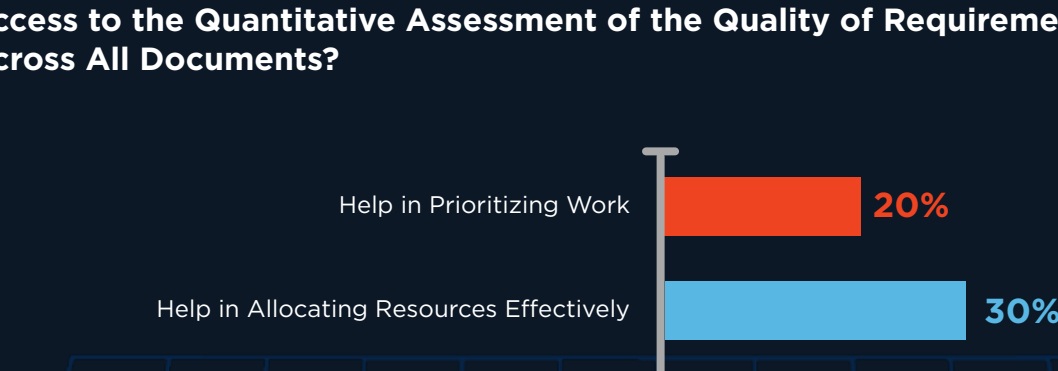 ccess to the Quantitative Assessment of the Quality of Requireme
cross All Documents?
Help in Prioritizing Work
20%
Help in Allocating Resources Effectively
30%